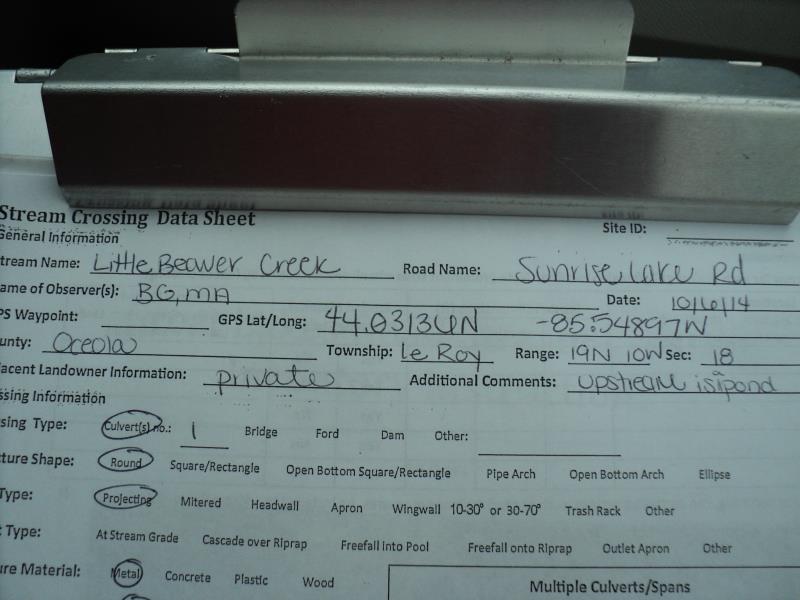 Stream Crossing Data Sheet
General Information Site ID:
tream Name: Little Beaver Creek Road Name: Sunrise Lake Rd
ame of Observer(s): BG, MA Date: 10/6/14
PS Waypoint: GPS Lat/Long: 44.03134N -85.54897W
unty: Oceola Township: Le Roy Range: 19N 10W Sec: 18
jacent Landowner Information: private Additional Comments: upstream is pond
ssing Information
sing Type: Culvert(s) no.: 1 Bridge Ford Dam Other:
ture Shape: Round Square/Rectangle Open Bottom Square/Rectangle Pipe Arch Open Bottom Arch Ellipse
Type: Projecting Mitered Headwall Apron Wingwall 10-30° or 30-70° Trash Rack Other
t Type: At Stream Grade Cascade over Riprap Freefall into Pool Freefall onto Riprap Outlet Apron Other
ure Material: Metal Concrete Plastic Wood
Multiple Culverts/Spans